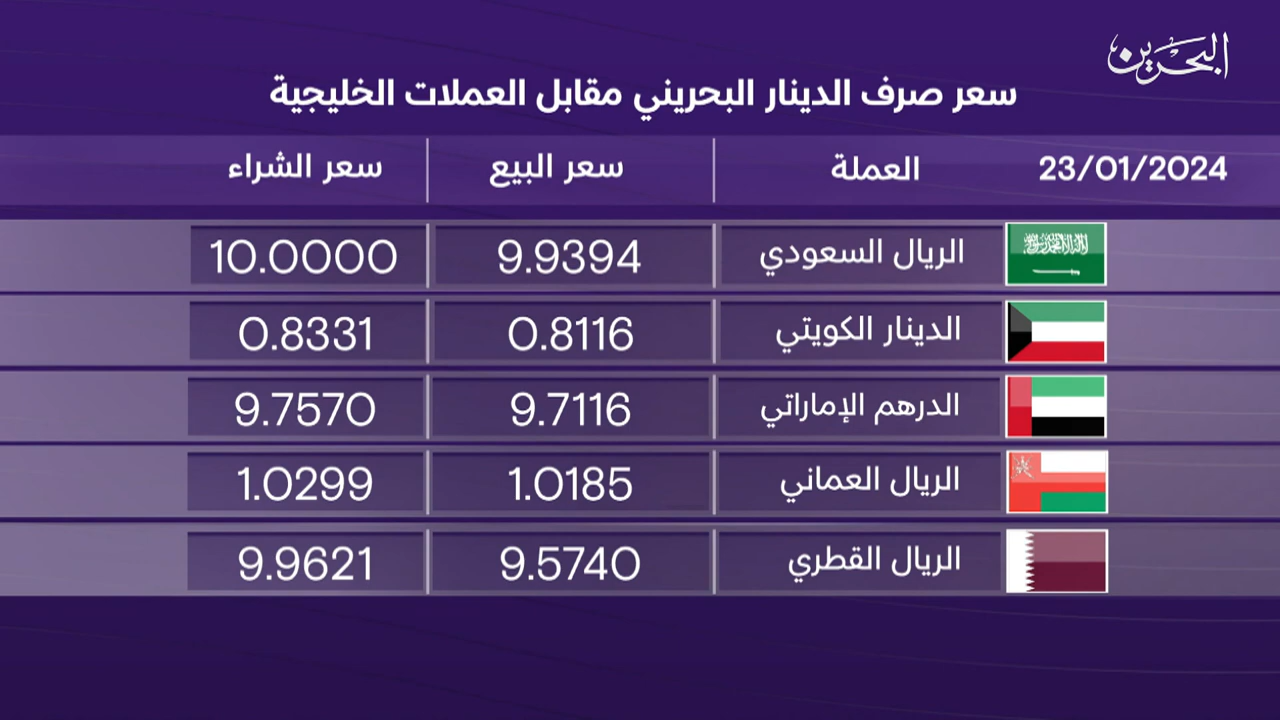 البحرين
سعر صرف الدينار البحريني مقابل العملات الخليجية
23/01/2024 العملة سعر البيع سعر الشراء
الريال السعودي 9.9394 10.0000
الدينار الكويتي 0.8116 0.8331
الدرهم الإماراتي 9.7116 9.7570
الريال العماني 1.0185 1.0299
الريال القطري 9.5740 9.9621